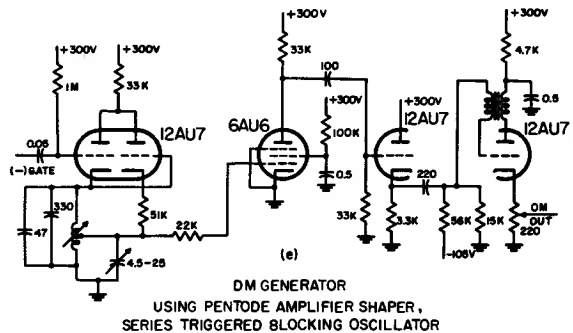 +300V
+300V
+300V
+300V
1M
33K
33K
100
+300V
4.7K
+300V
12AU7
6AU6
100K
12AU7
0.5
12AU7
0.05
(-) GATE
0.5
220
51K
330
47
22K
33K
3.3K
56K
15K
DM
OUT
220
4.5-25
(e)
-105V
DM GENERATOR
USING PENTODE AMPLIFIER SHAPER,
SERIES TRIGGERED BLOCKING OSCILLATOR